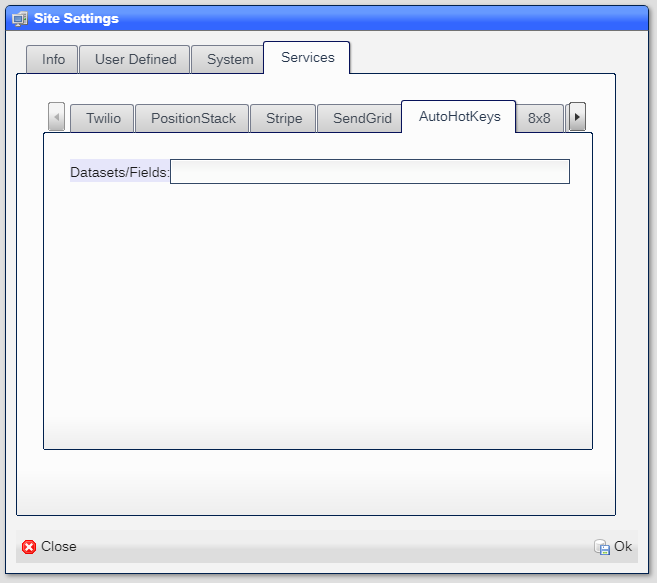 Site Settings
Info User Defined System Services
Twilio PositionStack Stripe SendGrid AutoHotKeys 8x8
Datasets/Fields:
Close Ok